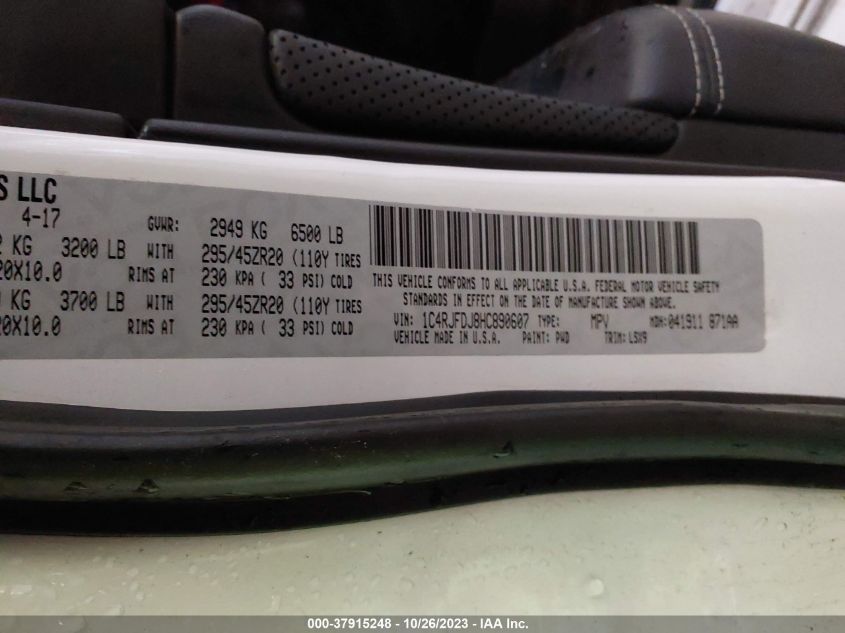 S LLC
4-17 GVWR: 2949 KG 6500 LB
KG 3200 LB WITH 295/45ZR20 (110Y TIRES
20X10.0 RIMS AT 230 KPA ( 33 PSI) COLD
KG 3700 LB WITH 295/45ZR20 (110Y TIRES
20X10.0 RIMS AT 230 KPA ( 33 PSI) COLD
THIS VEHICLE CONFORMS TO ALL APPLICABLE U.S.A. FEDERAL MOTOR VEHICLE SAFETY
STANDARDS IN EFFECT ON THE DATE OF MANUFACTURE SHOWN ABOVE.
VIN: 1C4RJFDJ8HC890607 TYPE: MPV MDH: 041911 871AA
VEHICLE MADE IN U.S.A. PAINT: PWD TRIM: LSX9
000-37915248 - 10/26/2023 - IAA Inc.